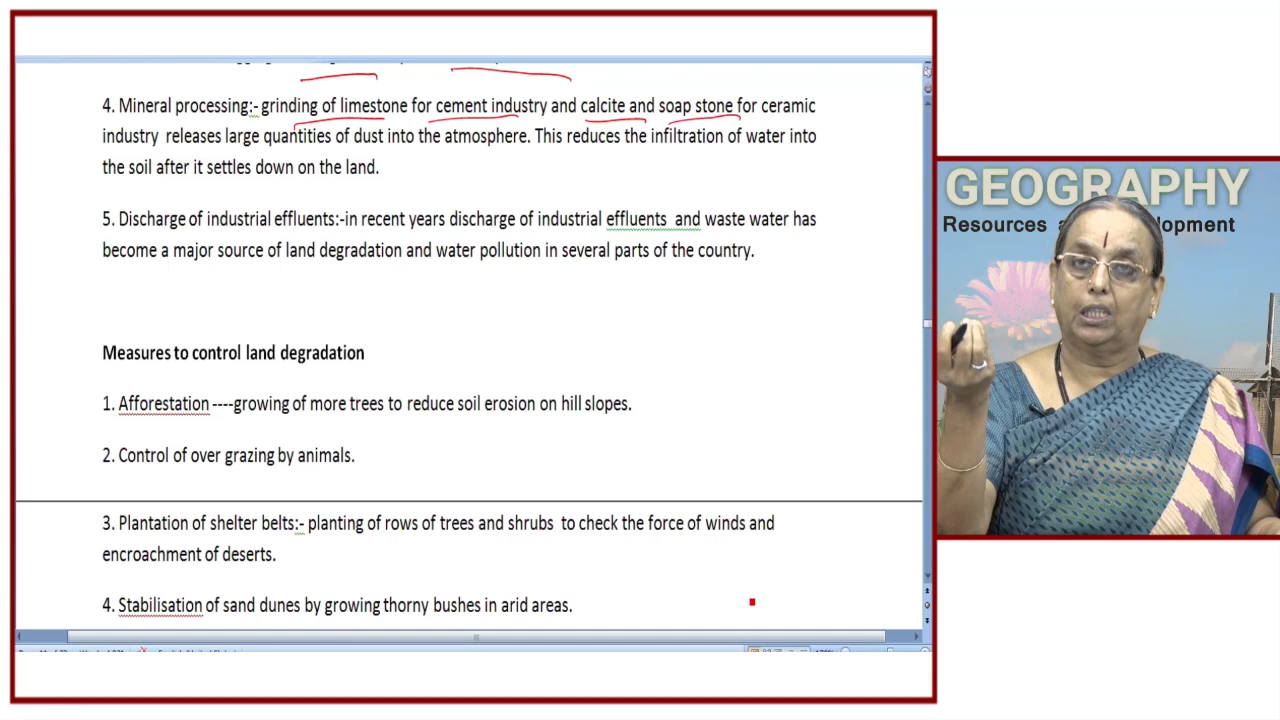 4. Mineral processing:- grinding of limestone for cement industry and calcite and soap stone for ceramic
industry releases large quantities of dust into the atmosphere. This reduces the infiltration of water into
the soil after it settles down on the land.
5. Discharge of industrial effluents:-in recent years discharge of industrial effluents and waste water has
become a major source of land degradation and water pollution in several parts of the country.
Measures to control land degradation
1. Afforestation ----growing of more trees to reduce soil erosion on hill slopes.
2. Control of over grazing by animals.
3. Plantation of shelter belts:- planting of rows of trees and shrubs to check the force of winds and
encroachment of deserts.
4. Stabilisation of sand dunes by growing thorny bushes in arid areas.
GEOGRAPHY
Resources